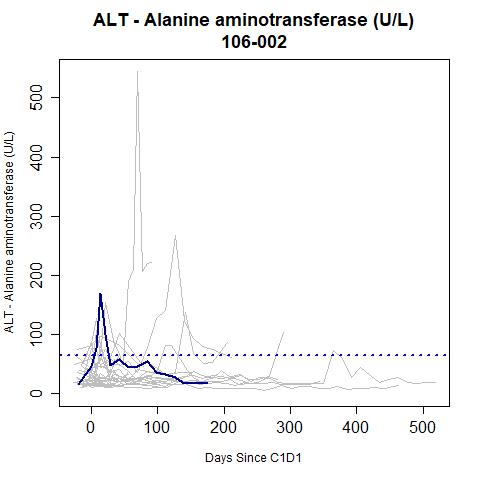 ALT - Alanine aminotransferase (U/L)
106-002
ALT - Alanine aminotransferase (U/L)
500
400
300
200
100
0
0 100 200 300 400 500
Days Since C1D1